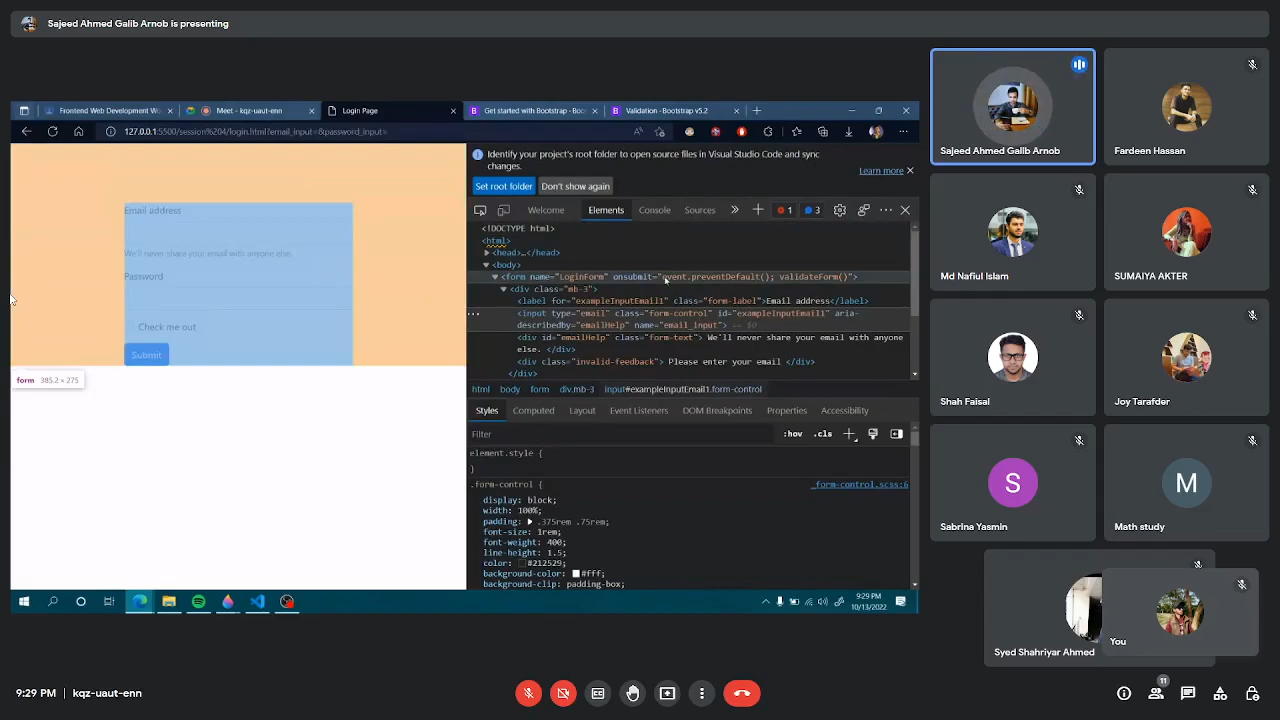 Sajeed Ahmed Galib Arnob is presenting
Frontend Web Development Wo
Meet - kqz-uaut-enn
Login Page
Get started with Bootstrap · Boo
Validation · Bootstrap v5.2
127.0.0.1:5500/session%204/login.html?email_input=&password_input=
Email address
We'll never share your email with anyone else.
Password
Check me out
Submit
form 385.2 × 275
Identify your project's root folder to open source files in Visual Studio Code and sync
changes.
Learn more
Set root folder
Don't show again
Welcome
Elements
Console
Sources
1
3
<!DOCTYPE html>
<html>
<head>…</head>
<body>
<form name="LoginForm" onsubmit="event.preventDefault(); validateForm()">
<div class="mb-3">
<label for="exampleInputEmail1" class="form-label">Email address</label>
<input type="email" class="form-control" id="exampleInputEmail1" aria-
describedby="emailHelp" name="email_input"> == $0
<div id="emailHelp" class="form-text"> We'll never share your email with anyone
else. </div>
<div class="invalid-feedback"> Please enter your email </div>
</div>
html body form div.mb-3 input#exampleInputEmail1.form-control
Styles
Computed
Layout
Event Listeners
DOM Breakpoints
Properties
Accessibility
Filter
:hov .cls
element.style {
}
.form-control {
_form-control.scss:6
display: block;
width: 100%;
padding: .375rem .75rem;
font-size: 1rem;
font-weight: 400;
line-height: 1.5;
color: #212529;
background-color: #fff;
background-clip: padding-box;
9:29 PM
10/13/2022
Sajeed Ahmed Galib Arnob
Fardeen Hassan
Md Nafiul Islam
SUMAIYA AKTER
Shah Faisal
Joy Tarafder
S
Sabrina Yasmin
M
Math study
Syed Shahriyar Ahmed
You
9:29 PM | kqz-uaut-enn
11